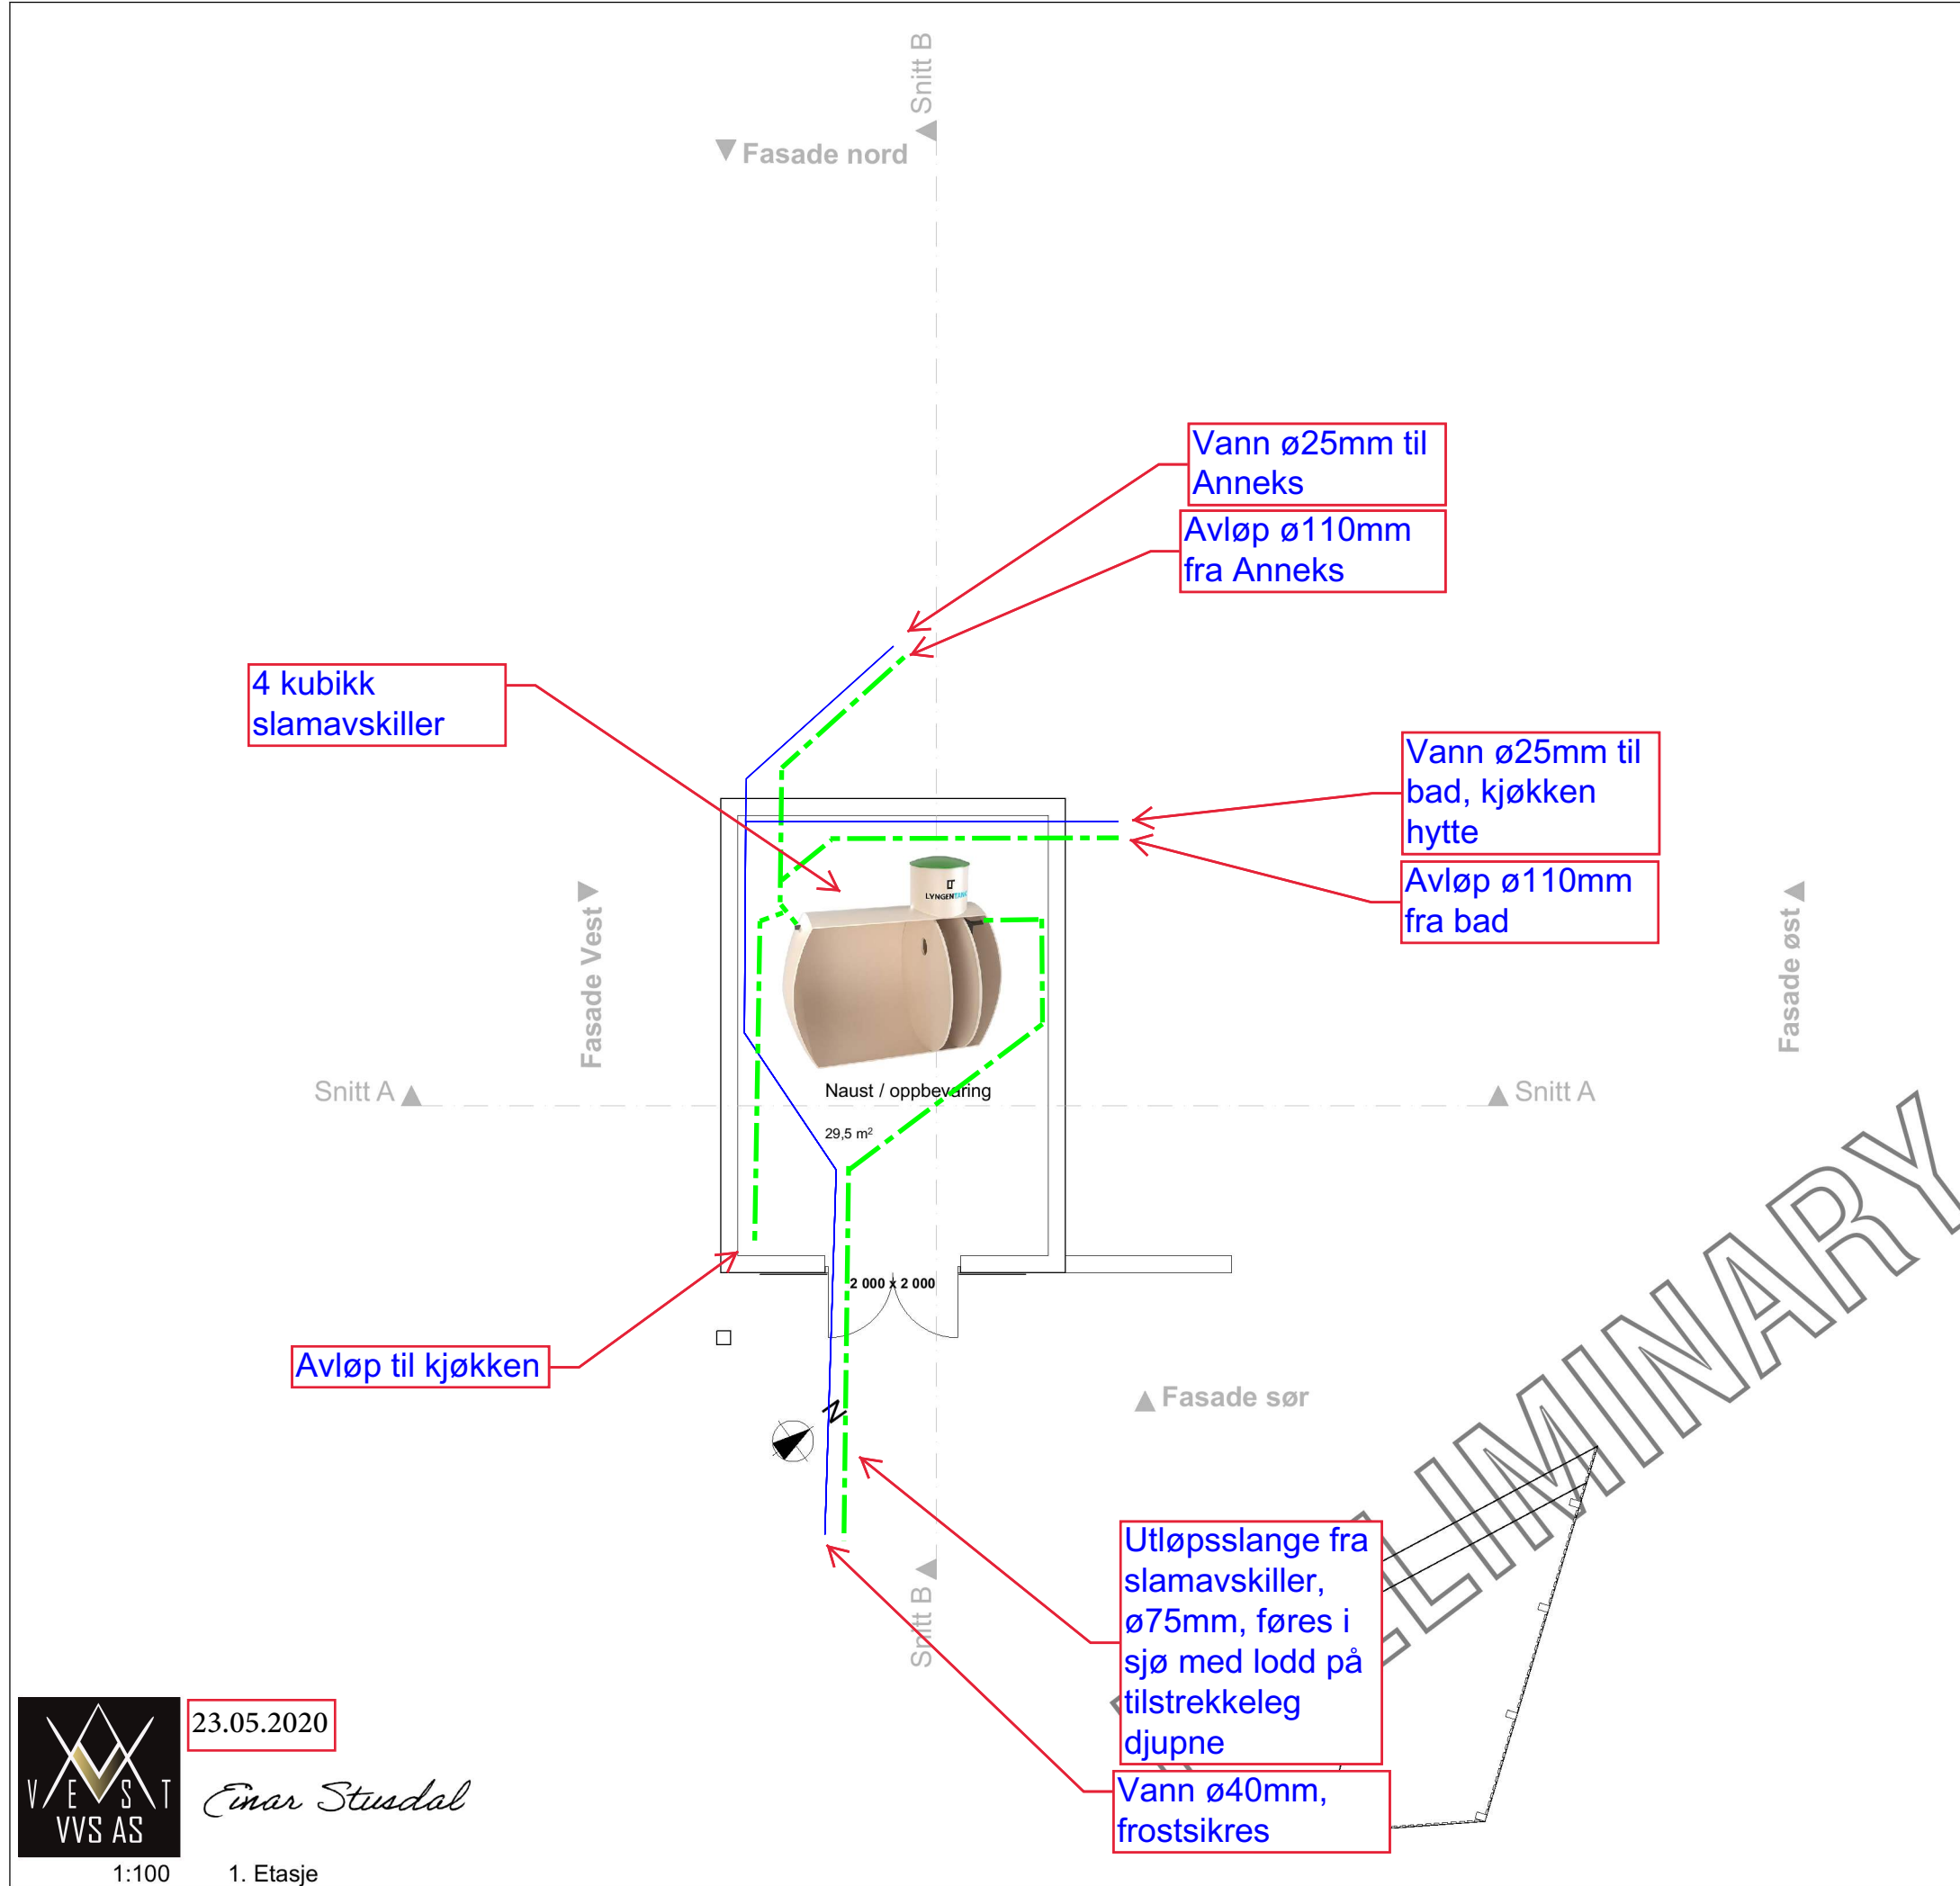 Snitt B
Fasade nord
Vann ø25mm til
Anneks
Avløp ø110mm
fra Anneks
4 kubikk
slamavskiller
Vann ø25mm til
bad, kjøkken
hytte
Avløp ø110mm
fra bad
LYNGENTANK
Fasade Vest
Fasade øst
Snitt A
Naust / oppbevaring
Snitt A
29,5 m²
2 000 x 2 000
Avløp til kjøkken
Fasade sør
N
Utløpsslange fra
slamavskiller,
ø75mm, føres i
sjø med lodd på
tilstrekkeleg
djupne
Snitt B
Vann ø40mm,
frostsikres
PRELIMINARY
23.05.2020
Einar Stusdal
VEST
VVS AS
1:100 1. Etasje